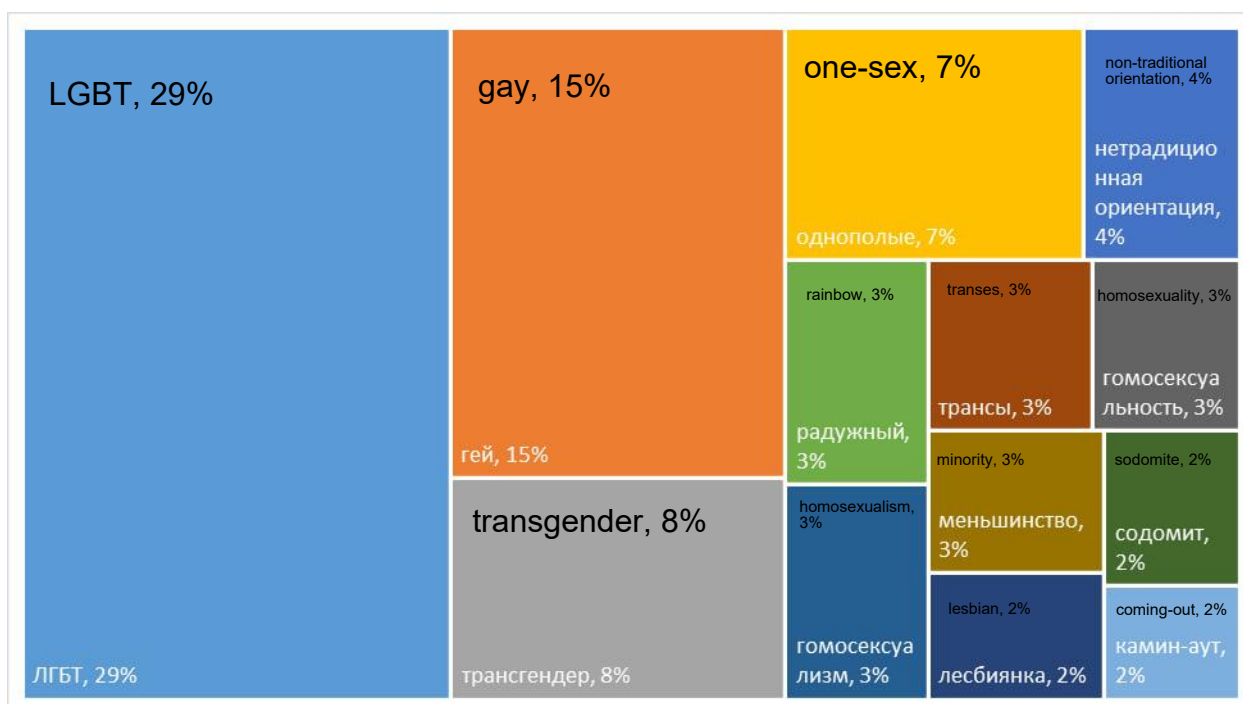 LGBT, 29%
ЛГБТ, 29%
gay, 15%
гей, 15%
transgender, 8%
трансгендер, 8%
one-sex, 7%
однополые, 7%
non-traditional
orientation, 4%
нетрадицио
нная
ориентация,
4%
rainbow, 3%
радужный,
3%
transes, 3%
трансы, 3%
homosexuality, 3%
гомосексуа
льность, 3%
homosexualism,
3%
гомосексуа
лизм, 3%
minority, 3%
меньшинство,
3%
sodomite, 2%
содомит,
2%
lesbian, 2%
лесбиянка, 2%
coming-out, 2%
камин-аут,
2%